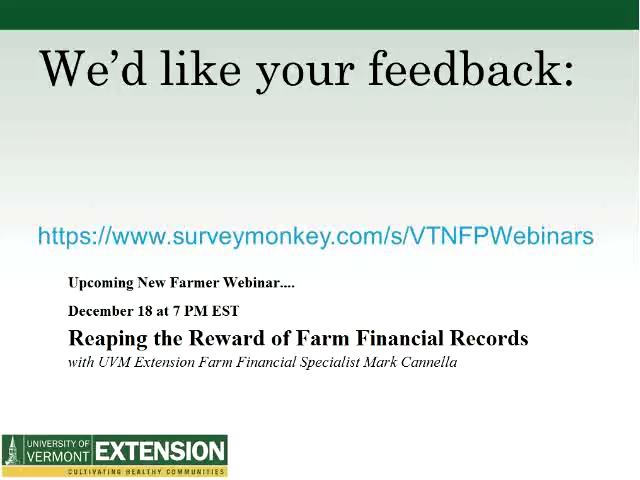 We’d like your feedback:
https://www.surveymonkey.com/s/VTNFPWebinars
Upcoming New Farmer Webinar....
December 18 at 7 PM EST
Reaping the Reward of Farm Financial Records
with UVM Extension Farm Financial Specialist Mark Cannella
UNIVERSITY OF
VERMONT EXTENSION
CULTIVATING HEALTHY COMMUNITIES